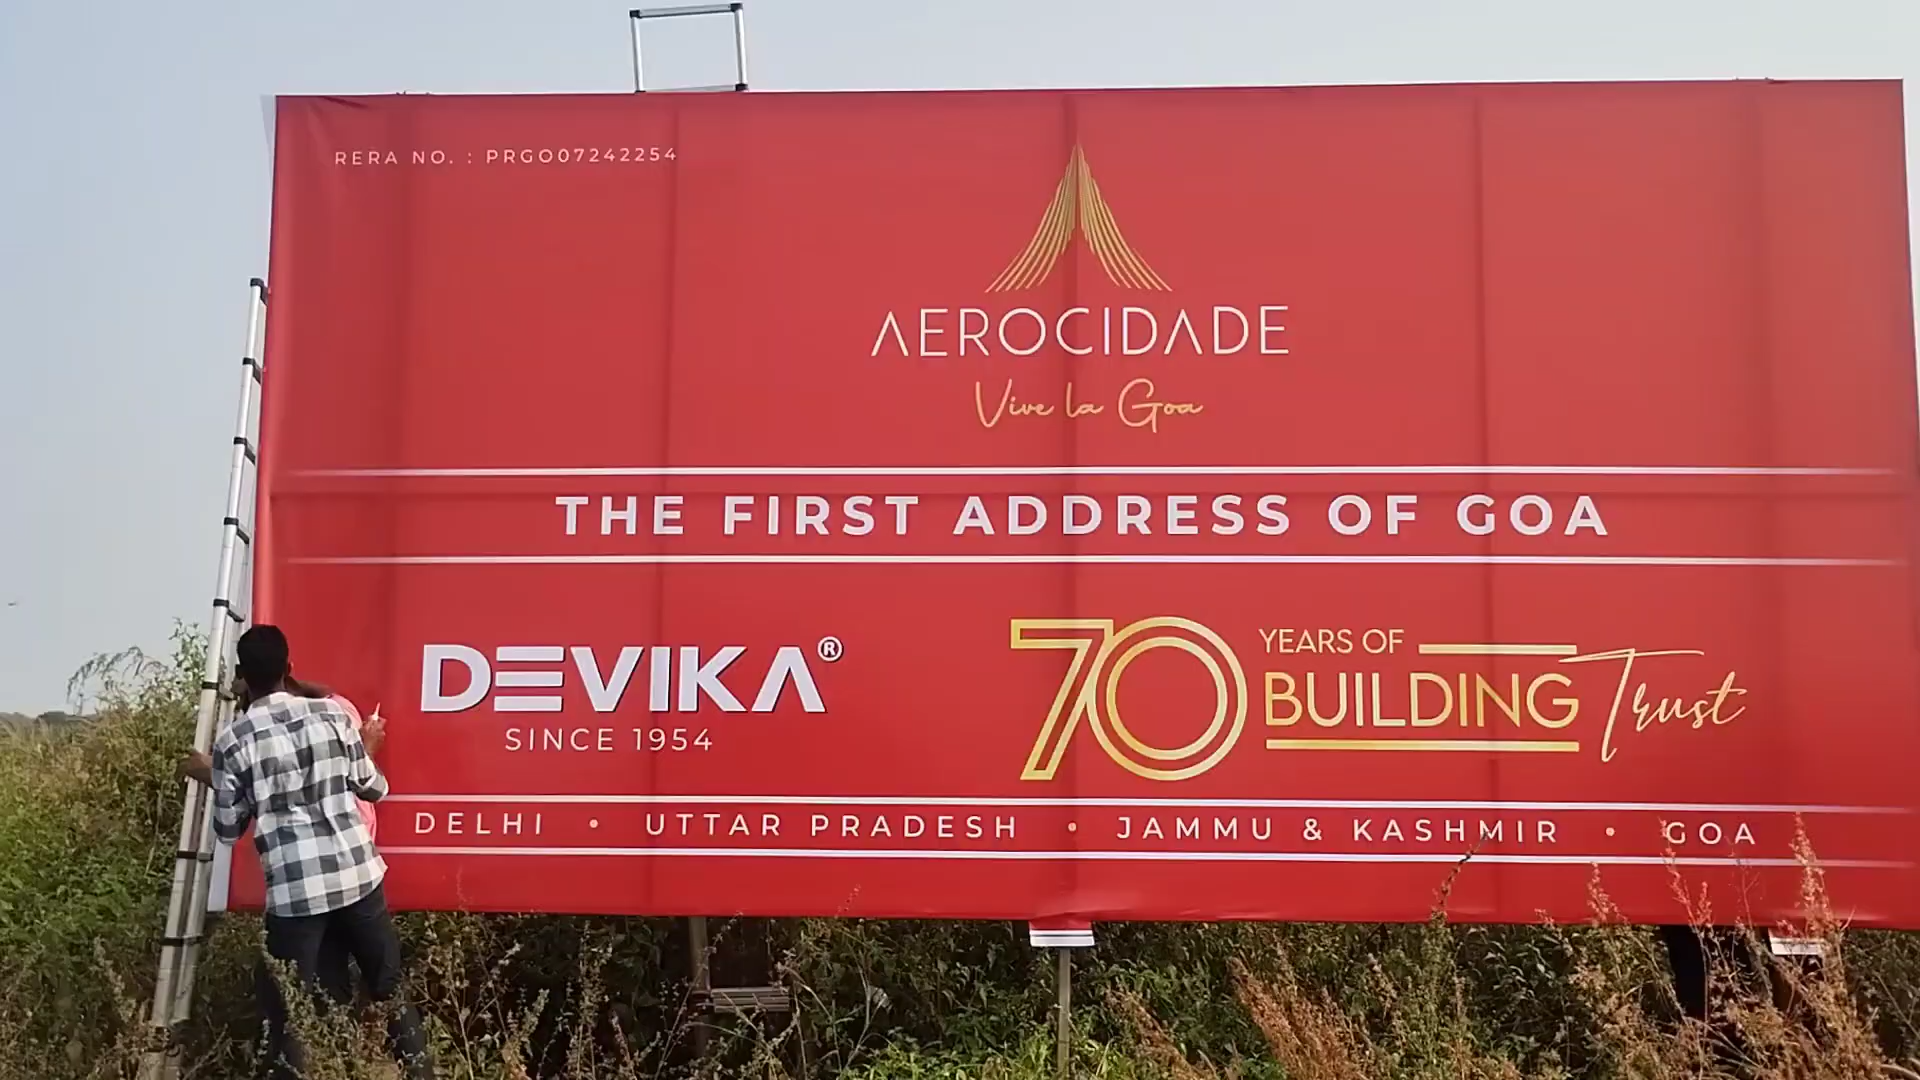 RERA NO. : PRGO07242254
AEROCIDADE
Vive la Goa
THE FIRST ADDRESS OF GOA
DEVIKA®
SINCE 1954
70 YEARS OF BUILDING Trust
DELHI • UTTAR PRADESH • JAMMU & KASHMIR • GOA